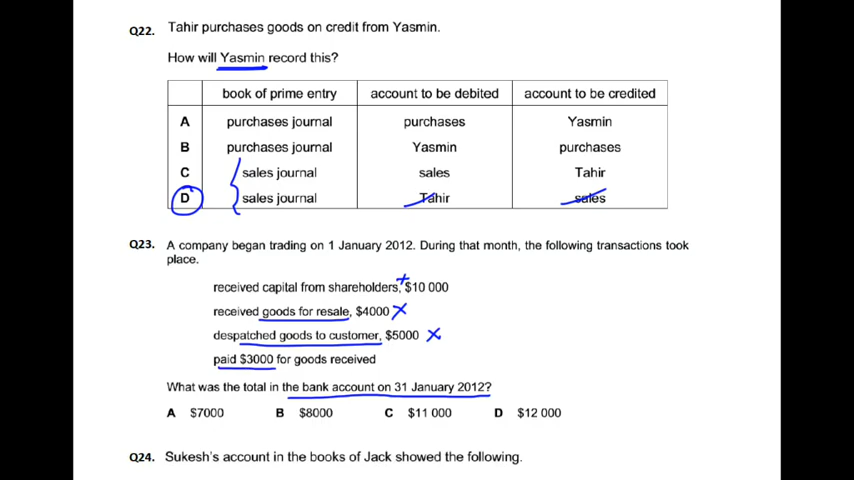 Q22. Tahir purchases goods on credit from Yasmin.
How will Yasmin record this?
book of prime entry account to be debited account to be credited
A purchases journal purchases Yasmin
B purchases journal Yasmin purchases
C sales journal sales Tahir
D sales journal Tahir sales
Q23. A company began trading on 1 January 2012. During that month, the following transactions took
place.
received capital from shareholders, $10 000
received goods for resale, $4000
despatched goods to customer, $5000
paid $3000 for goods received
What was the total in the bank account on 31 January 2012?
A $7000 B $8000 C $11 000 D $12 000
Q24. Sukesh's account in the books of Jack showed the following.